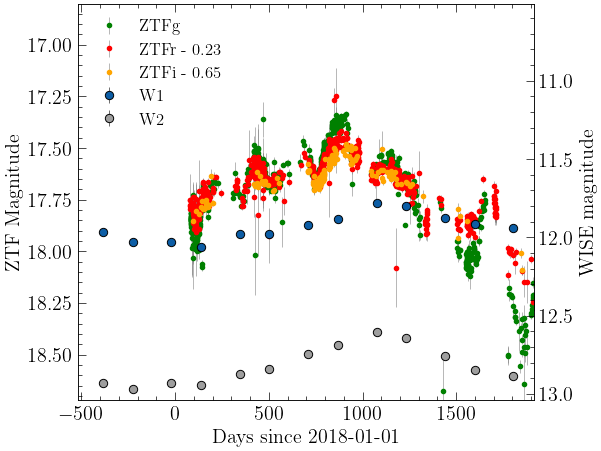 ZTFg
ZTFr - 0.23
ZTFi - 0.65
W1
W2
ZTF Magnitude
17.00
17.25
17.50
17.75
18.00
18.25
18.50
WISE magnitude
11.0
11.5
12.0
12.5
13.0
−500
0
500
1000
1500
Days since 2018-01-01